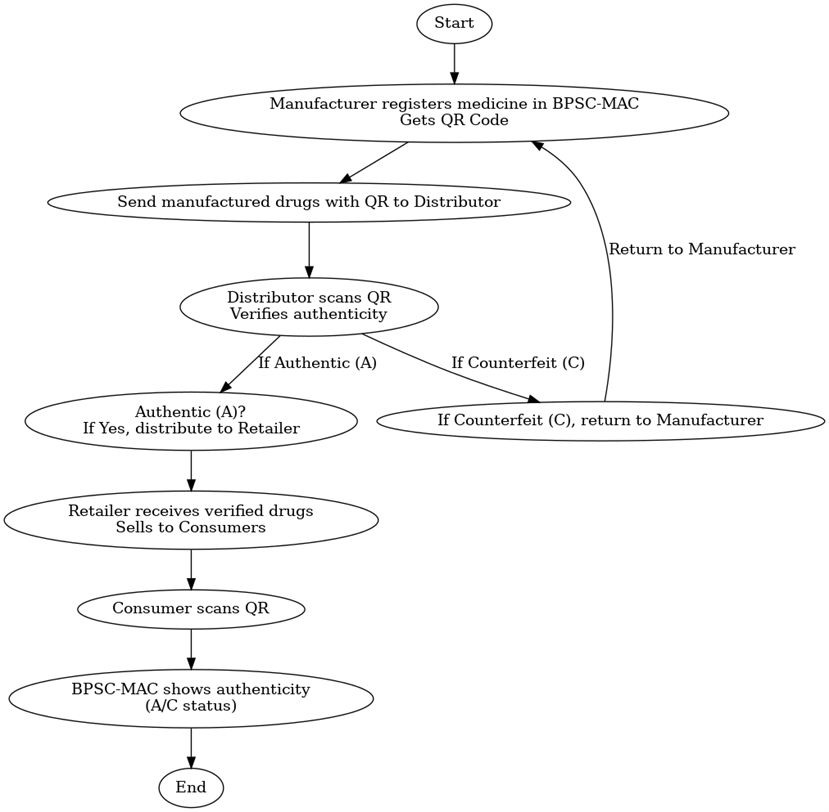 Start
Manufacturer registers medicine in BPSC-MAC
Gets QR Code
Send manufactured drugs with QR to Distributor
Return to Manufacturer
Distributor scans QR
Verifies authenticity
If Authentic (A)
If Counterfeit (C)
Authentic (A)?
If Yes, distribute to Retailer
If Counterfeit (C), return to Manufacturer
Retailer receives verified drugs
Sells to Consumers
Consumer scans QR
BPSC-MAC shows authenticity
(A/C status)
End